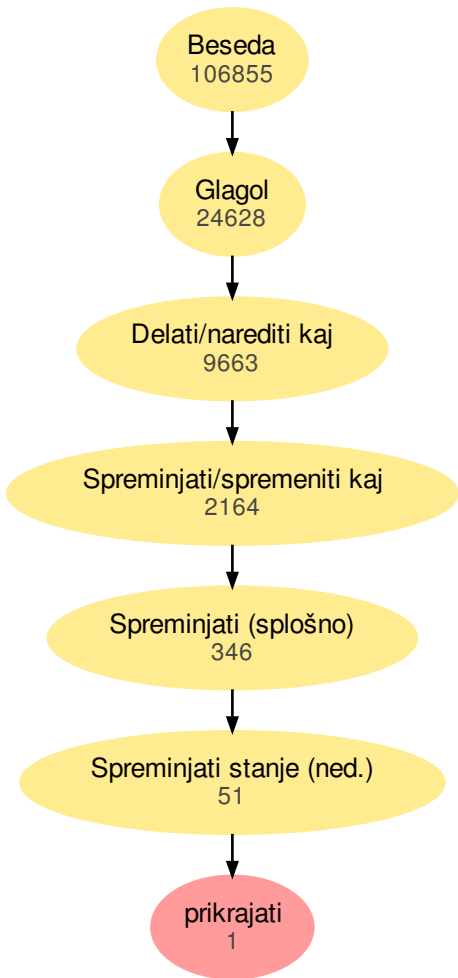 Beseda
106855
Glagol
24628
Delati/narediti kaj
9663
Spreminjati/spremeniti kaj
2164
Spreminjati (splošno)
346
Spreminjati stanje (ned.)
51
prikrajati
1